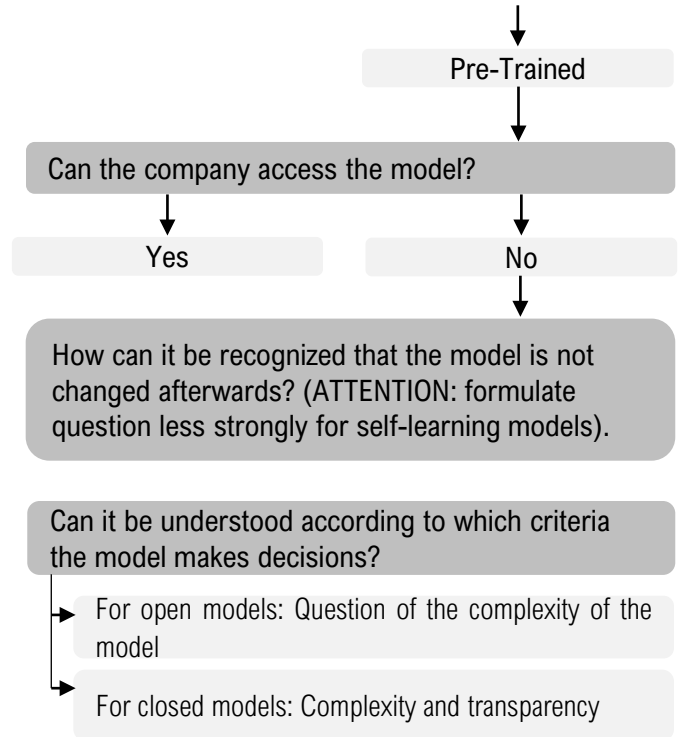 Pre-Trained
Can the company access the model?
Yes
No
How can it be recognized that the model is not
changed afterwards? (ATTENTION: formulate
question less strongly for self-learning models).
Can it be understood according to which criteria
the model makes decisions?
For open models: Question of the complexity of the
model
For closed models: Complexity and transparency